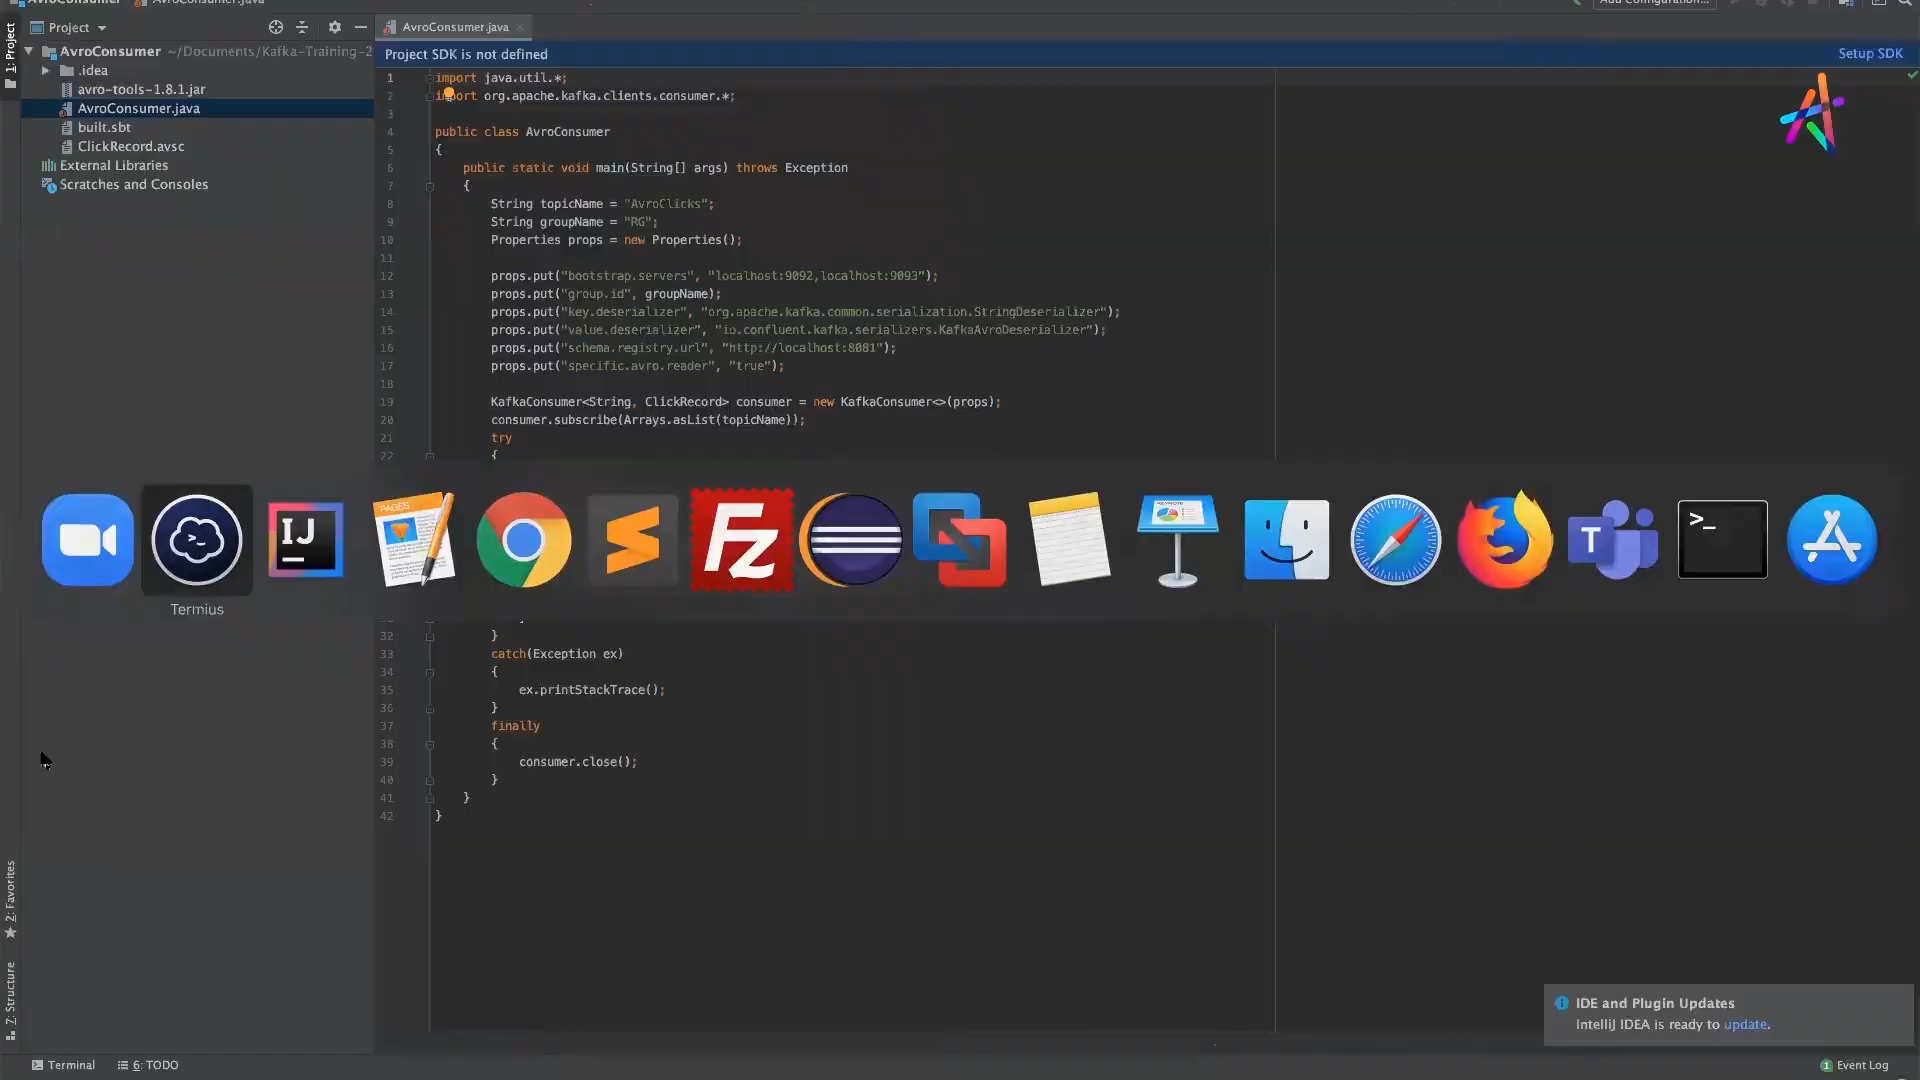 AvroConsumer
AvroConsumer.java
Add Configuration...
Project
AvroConsumer.java
1: Project
AvroConsumer ~/Documents/Kafka-Training-2
.idea
avro-tools-1.8.1.jar
AvroConsumer.java
built.sbt
ClickRecord.avsc
External Libraries
Scratches and Consoles
Project SDK is not defined
Setup SDK
1 import java.util.*;
2 import org.apache.kafka.clients.consumer.*;
3
4 public class AvroConsumer
5 {
6 public static void main(String[] args) throws Exception
7 {
8 String topicName = "AvroClicks";
9 String groupName = "RG";
10 Properties props = new Properties();
11
12 props.put("bootstrap.servers", "localhost:9092,localhost:9093");
13 props.put("group.id", groupName);
14 props.put("key.deserializer", "org.apache.kafka.common.serialization.StringDeserializer");
15 props.put("value.deserializer", "io.confluent.kafka.serializers.KafkaAvroDeserializer");
16 props.put("schema.registry.url", "http://localhost:8081");
17 props.put("specific.avro.reader", "true");
18
19 KafkaConsumer<String, ClickRecord> consumer = new KafkaConsumer<>(props);
20 consumer.subscribe(Arrays.asList(topicName));
21 try
22 {
IJ
PAGES
Fz
KEYNOTE
T
>_
Termius
32 }
33 catch(Exception ex)
34 {
35 ex.printStackTrace();
36 }
37 finally
38 {
39 consumer.close();
40 }
41 }
42 }
2: Favorites
Z: Structure
IDE and Plugin Updates
IntelliJ IDEA is ready to update.
Terminal
6: TODO
1 Event Log